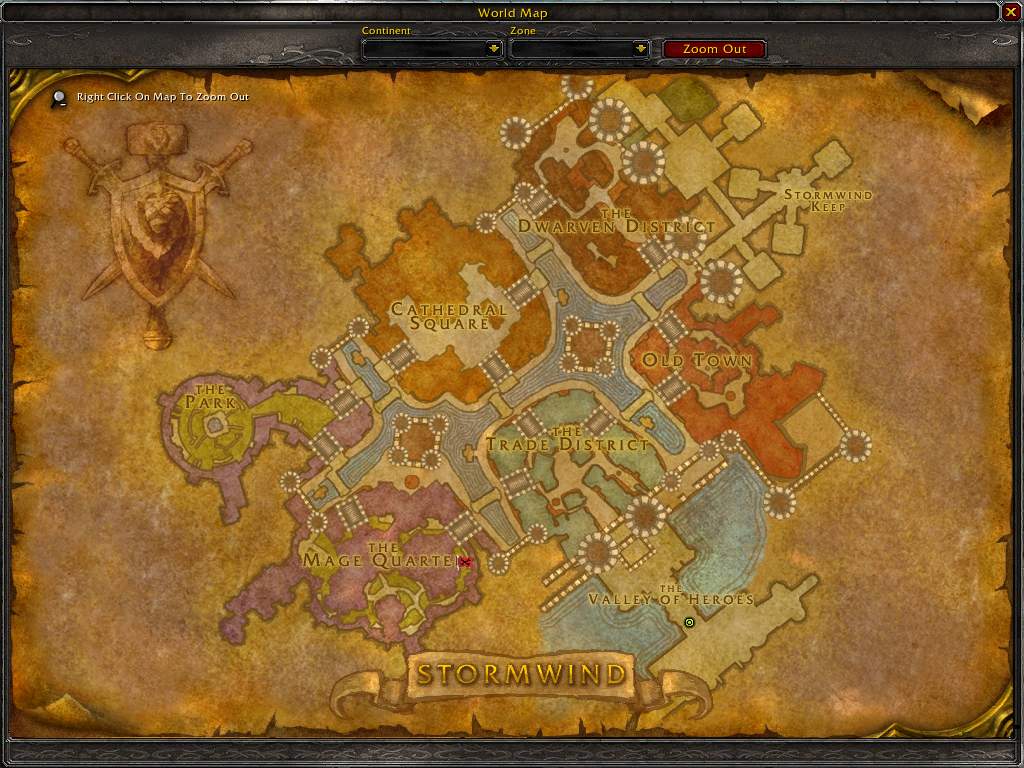 World Map
Continent
Zone
Zoom Out
Right Click On Map To Zoom Out
Stormwind
Keep
The
Dwarven District
Cathedral
Square
Old Town
The
Park
The
Trade District
The
Mage Quarte
The
Valley of Heroes
STORMWIND